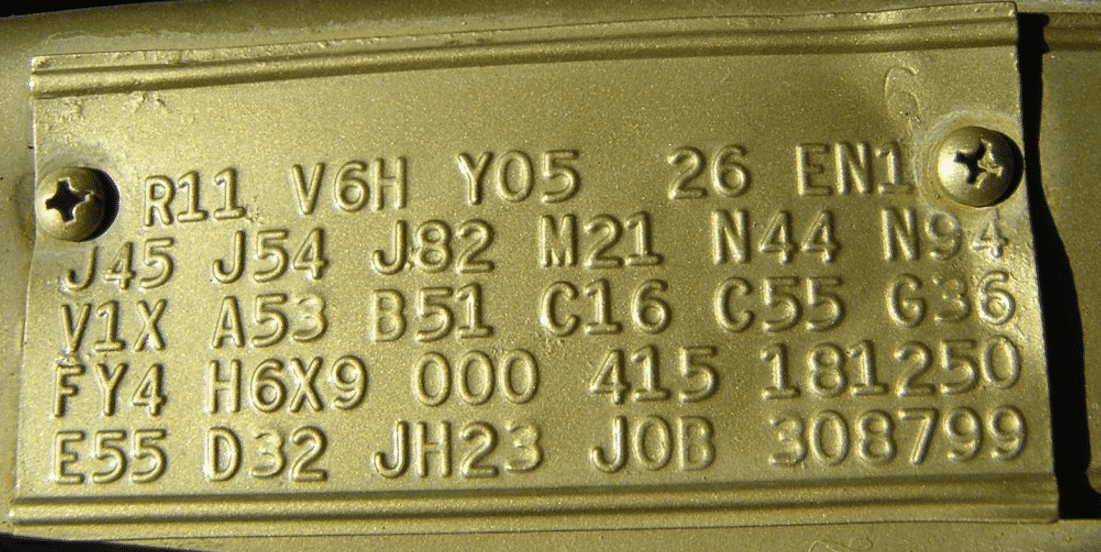 6
R11 V6H Y05 26 EN1
J45 J54 J82 M21 N44 N94
V1X A53 B51 C16 C55 G36
FY4 H6X9 000 415 181250
E55 D32 JH23 JOB 308799